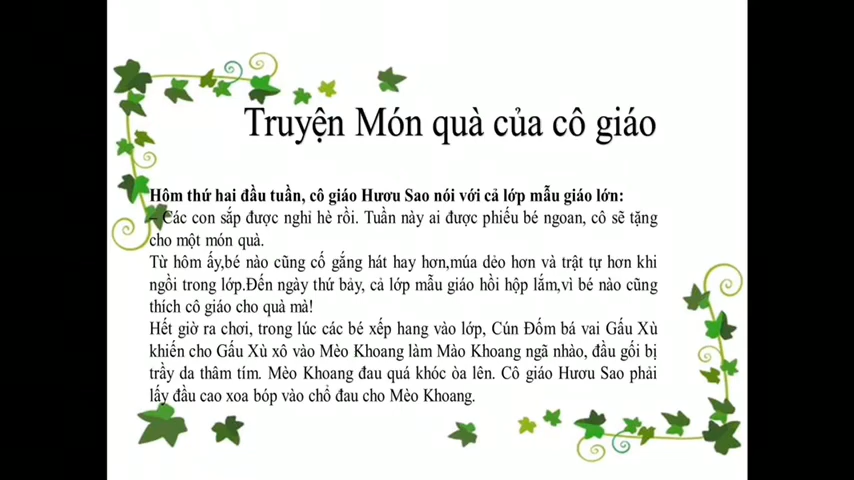 Truyện Món quà của cô giáo
Hôm thứ hai đầu tuần, cô giáo Hươu Sao nói với cả lớp mẫu giáo lớn:
– Các con sắp được nghỉ hè rồi. Tuần này ai được phiếu bé ngoan, cô sẽ tặng
cho một món quà.
Từ hôm ấy,bé nào cũng cố gắng hát hay hơn,múa dẻo hơn và trật tự hơn khi
ngồi trong lớp.Đến ngày thứ bảy, cả lớp mẫu giáo hồi hộp lắm,vì bé nào cũng
thích cô giáo cho quà mà!
Hết giờ ra chơi, trong lúc các bé xếp hang vào lớp, Cún Đốm bá vai Gấu Xù
khiến cho Gấu Xù xô vào Mèo Khoang làm Mào Khoang ngã nhào, đầu gối bị
trầy da thâm tím. Mèo Khoang đau quá khóc òa lên. Cô giáo Hươu Sao phải
lấy đầu cao xoa bóp vào chổ đau cho Mèo Khoang.